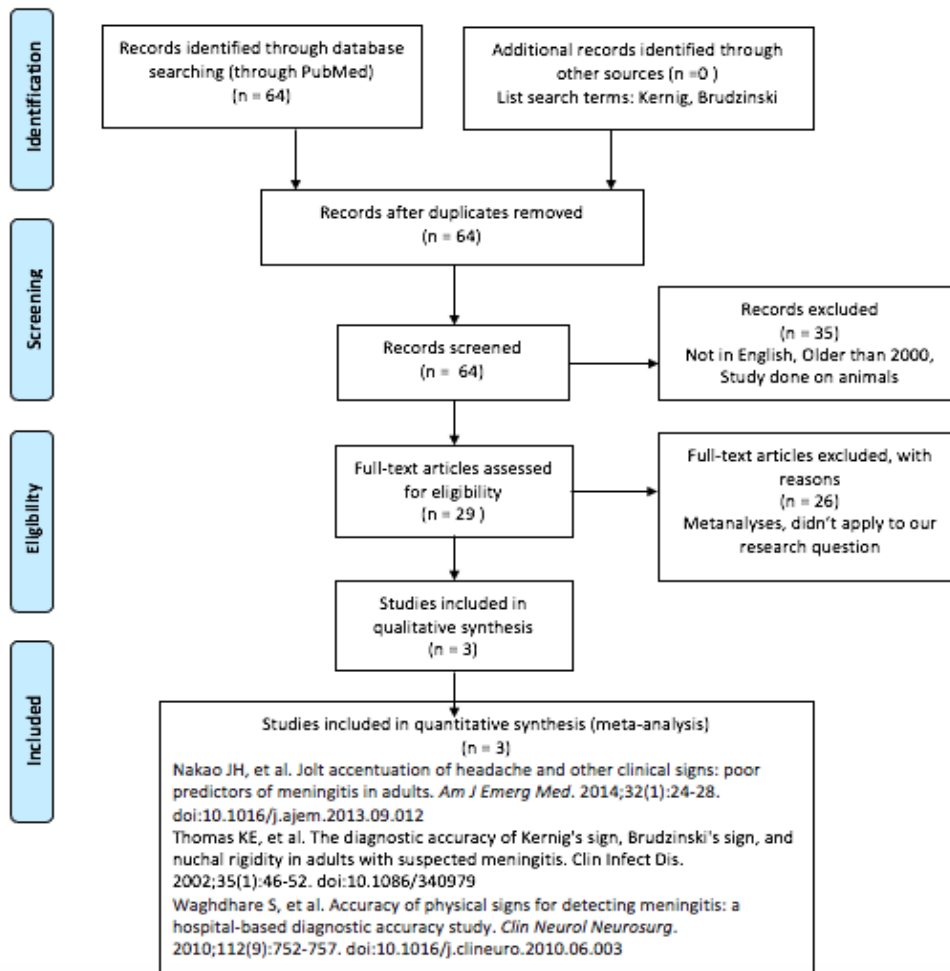 Identification
Records identified through database
searching (through PubMed)
(n = 64)
Additional records identified through
other sources (n =0 )
List search terms: Kernig, Brudzinski
Records after duplicates removed
(n = 64)
Screening
Records screened
(n = 64)
Records excluded
(n = 35)
Not in English, Older than 2000,
Study done on animals
Eligibility
Full-text articles assessed
for eligibility
(n = 29 )
Full-text articles excluded, with
reasons
(n = 26)
Metanalyses, didn't apply to our
research question
Studies included in
qualitative synthesis
(n = 3)
Included
Studies included in quantitative synthesis (meta-analysis)
(n = 3)
Nakao JH, et al. Jolt accentuation of headache and other clinical signs: poor
predictors of meningitis in adults. Am J Emerg Med. 2014;32(1):24-28.
doi:10.1016/j.ajem.2013.09.012
Thomas KE, et al. The diagnostic accuracy of Kernig's sign, Brudzinski's sign, and
nuchal rigidity in adults with suspected meningitis. Clin Infect Dis.
2002;35(1):46-52. doi:10.1086/340979
Waghdhare S, et al. Accuracy of physical signs for detecting meningitis: a
hospital-based diagnostic accuracy study. Clin Neurol Neurosurg.
2010;112(9):752-757. doi:10.1016/j.clineuro.2010.06.003